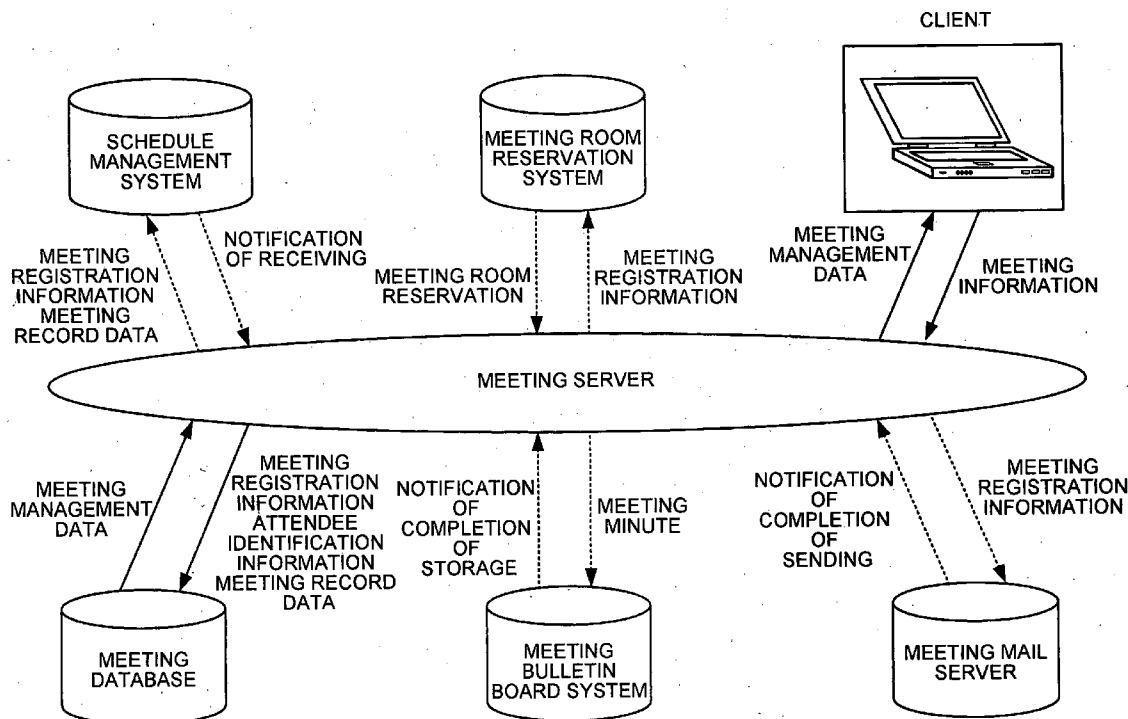 CLIENT
SCHEDULE
MANAGEMENT
SYSTEM
MEETING ROOM
RESERVATION
SYSTEM
MEETING
REGISTRATION
INFORMATION
MEETING
RECORD DATA
NOTIFICATION
OF RECEIVING
MEETING ROOM
RESERVATION
MEETING
REGISTRATION
INFORMATION
MEETING
MANAGEMENT
DATA
MEETING
INFORMATION
MEETING SERVER
MEETING
MANAGEMENT
DATA
MEETING
REGISTRATION
INFORMATION
ATTENDEE
IDENTIFICATION
INFORMATION
MEETING RECORD
DATA
NOTIFICATION
OF
COMPLETION
OF
STORAGE
MEETING
MINUTE
NOTIFICATION
OF
COMPLETION
OF
SENDING
MEETING
REGISTRATION
INFORMATION
MEETING
DATABASE
MEETING
BULLETIN
BOARD SYSTEM
MEETING MAIL
SERVER